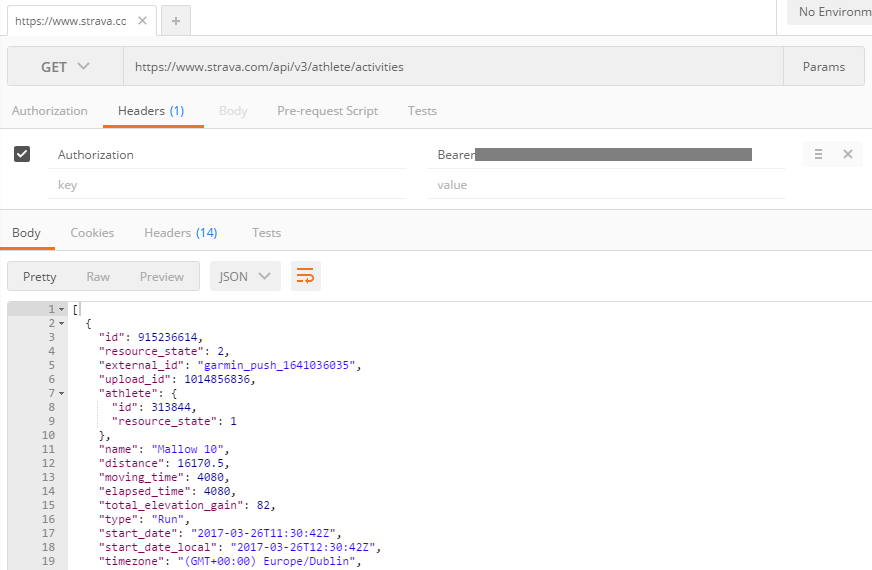 https://www.strava.co
No Environm
GET https://www.strava.com/api/v3/athlete/activities Params
Authorization Headers (1) Body Pre-request Script Tests
Authorization Bearer
key value
Body Cookies Headers (14) Tests
Pretty Raw Preview JSON
1 [
2 {
3 "id": 915236614,
4 "resource_state": 2,
5 "external_id": "garmin_push_1641036035",
6 "upload_id": 1014856836,
7 "athlete": {
8 "id": 313844,
9 "resource_state": 1
10 },
11 "name": "Mallow 10",
12 "distance": 16170.5,
13 "moving_time": 4080,
14 "elapsed_time": 4080,
15 "total_elevation_gain": 82,
16 "type": "Run",
17 "start_date": "2017-03-26T11:30:42Z",
18 "start_date_local": "2017-03-26T12:30:42Z",
19 "timezone": "(GMT+00:00) Europe/Dublin",